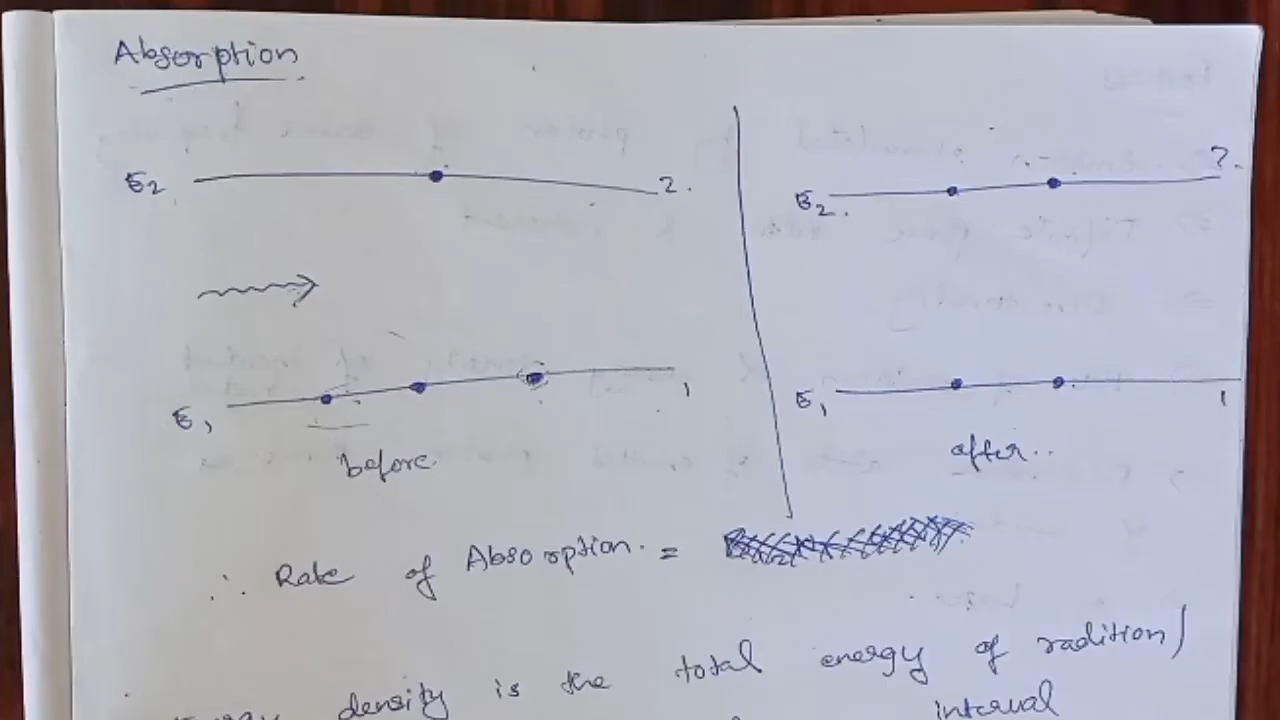 Absorption
E2 2.
E2. 2.
E1 1
E1 1
before.
after..
∴ Rate of Absorption. =
density is the total energy of radition/
interval